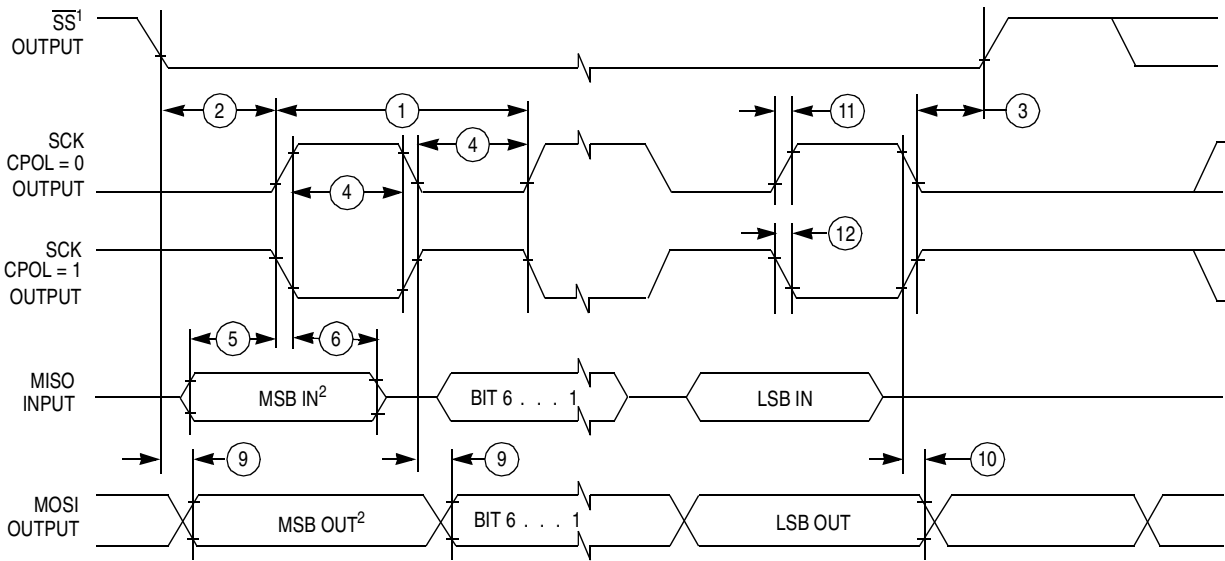 SS¹
OUTPUT
2
1
11
3
SCK
CPOL = 0
OUTPUT
4
4
SCK
CPOL = 1
OUTPUT
12
5
6
MISO
INPUT
MSB IN²
BIT 6 . . . 1
LSB IN
9
9
10
MOSI
OUTPUT
MSB OUT²
BIT 6 . . . 1
LSB OUT